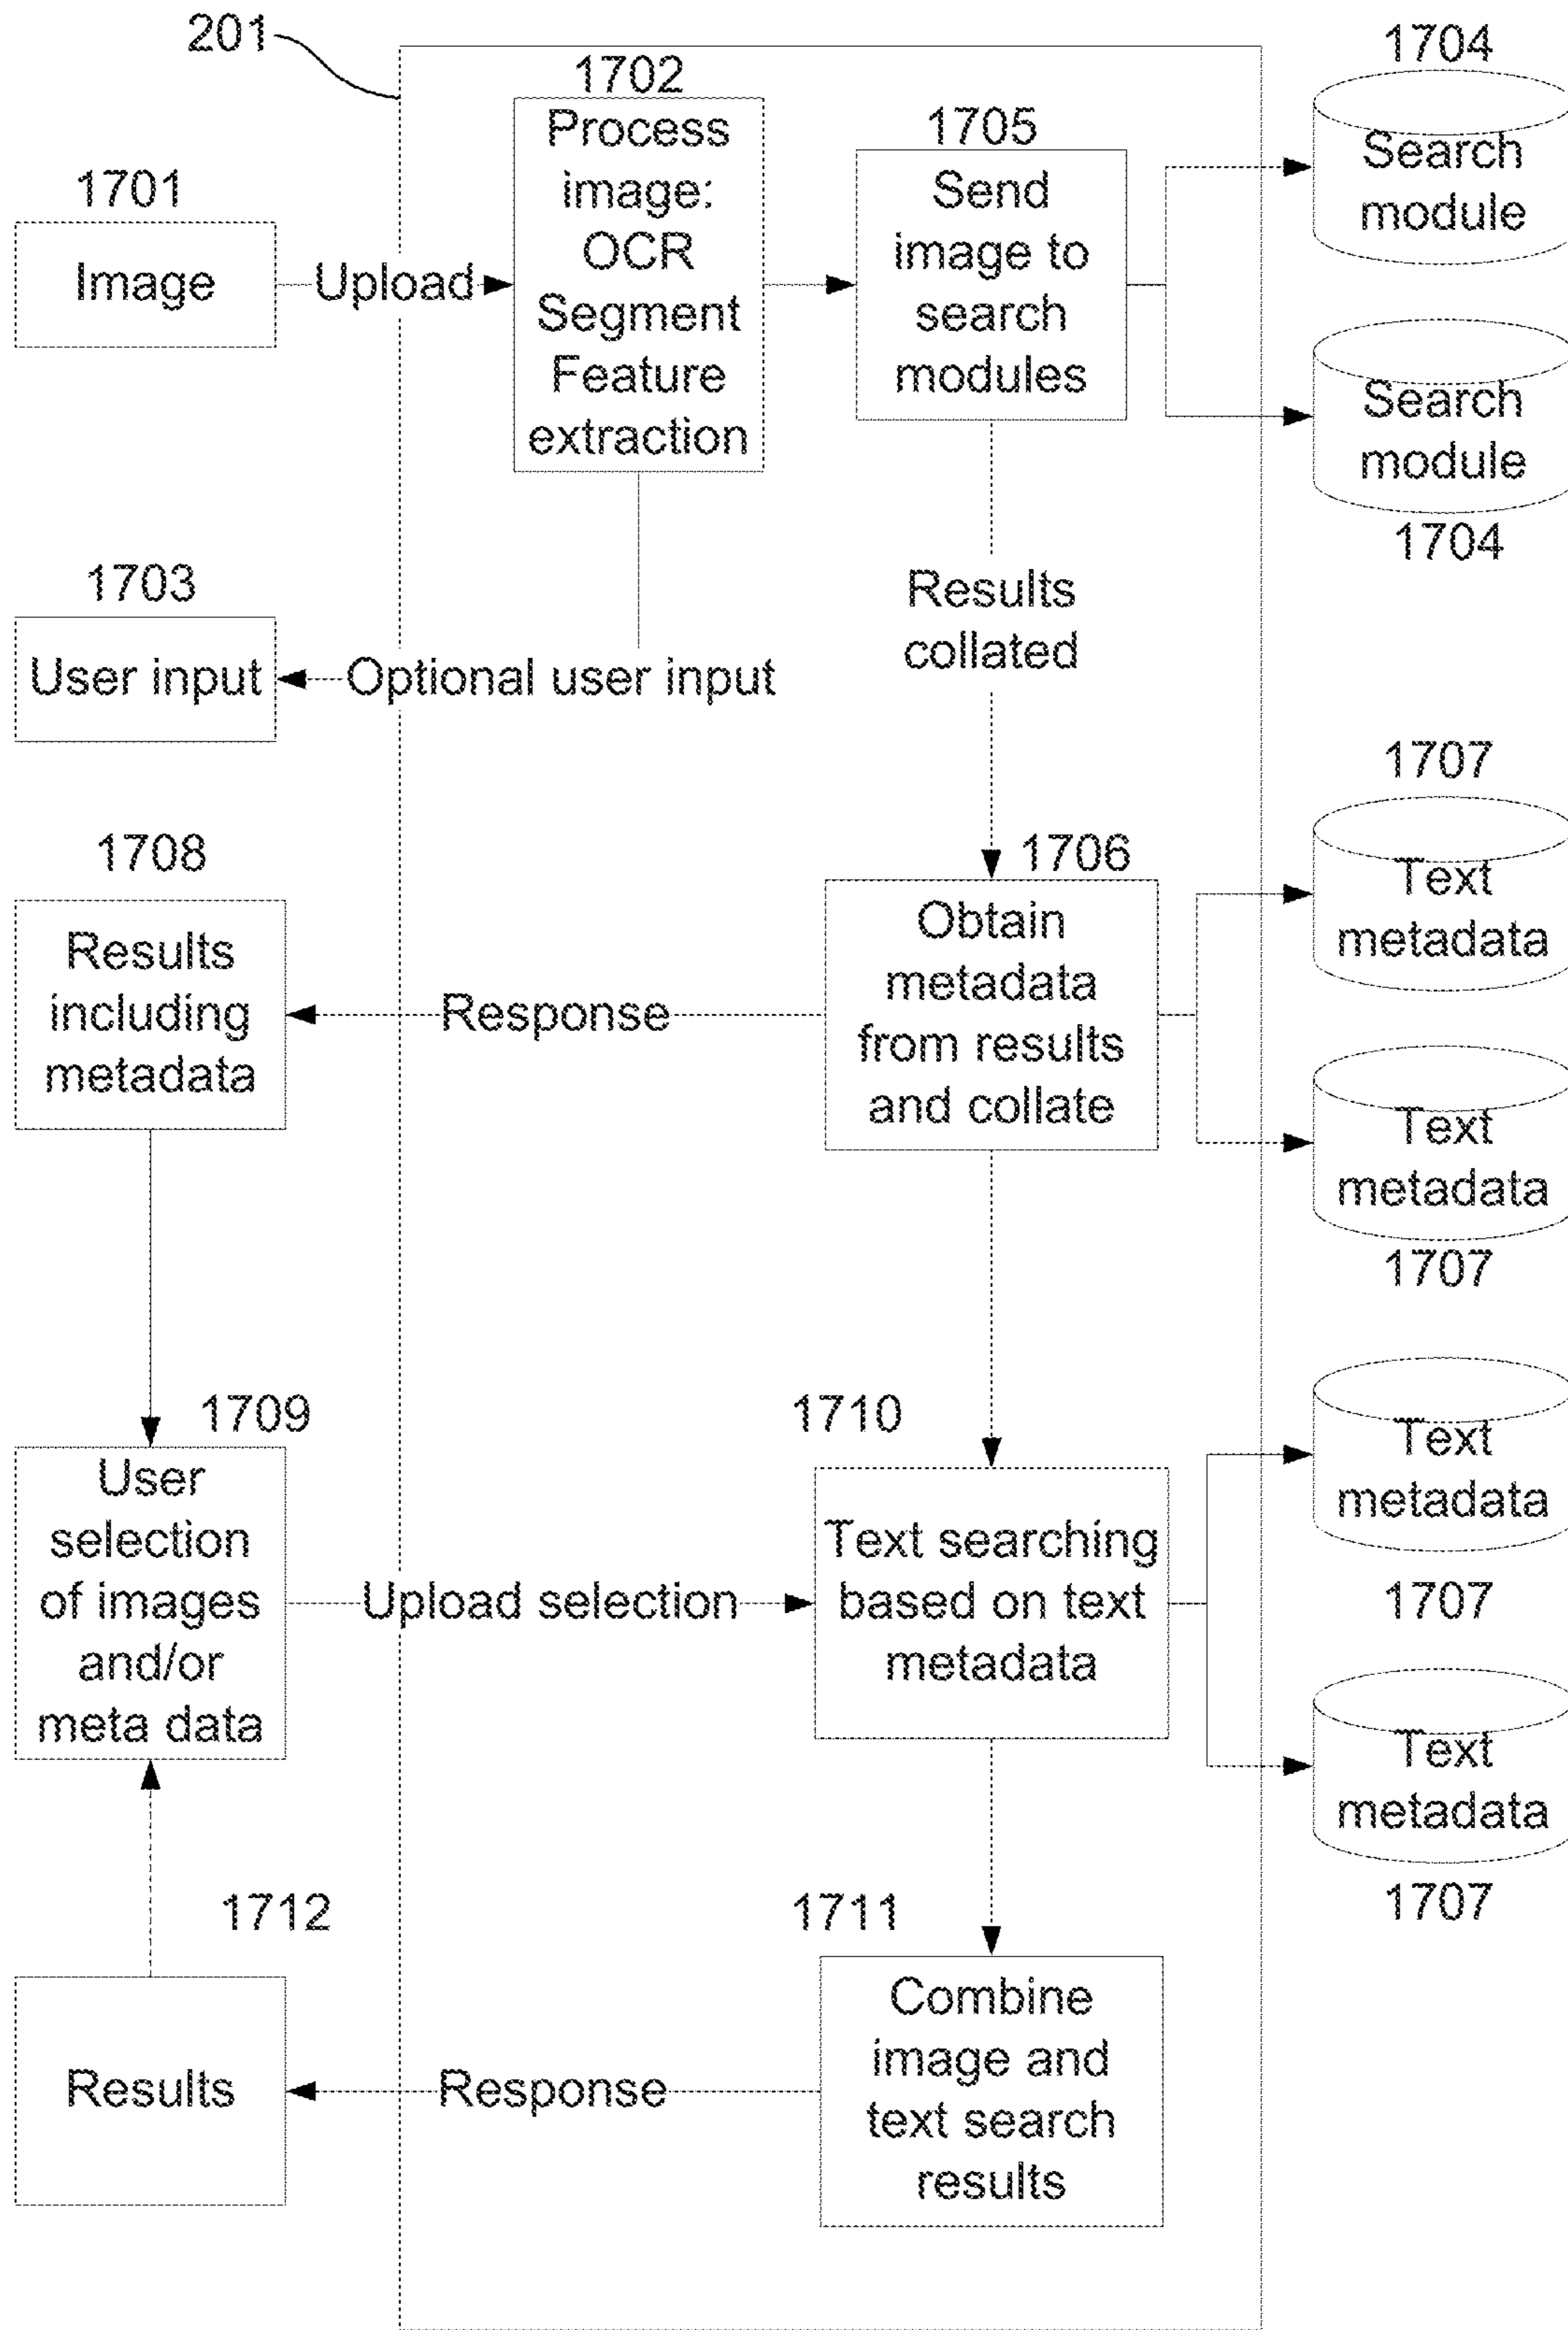 201
1704
1702
1705
Process
image:
OCR
Segment
Feature
extraction
Send
image to
search
modules
Search
module
1701
Image
Upload
Search
module
1704
1703
User input
Optional user input
Results
collated
1707
1708
1706
Text
metadata
Results
including
metadata
Response
Obtain
metadata
from results
and collate
Text
metadata
1707
1709
1710
Text
metadata
User
selection
of images
and/or
meta data
Upload selection
Text searching
based on text
metadata
1707
Text
metadata
1707
1712
1711
Results
Response
Combine
image and
text search
results